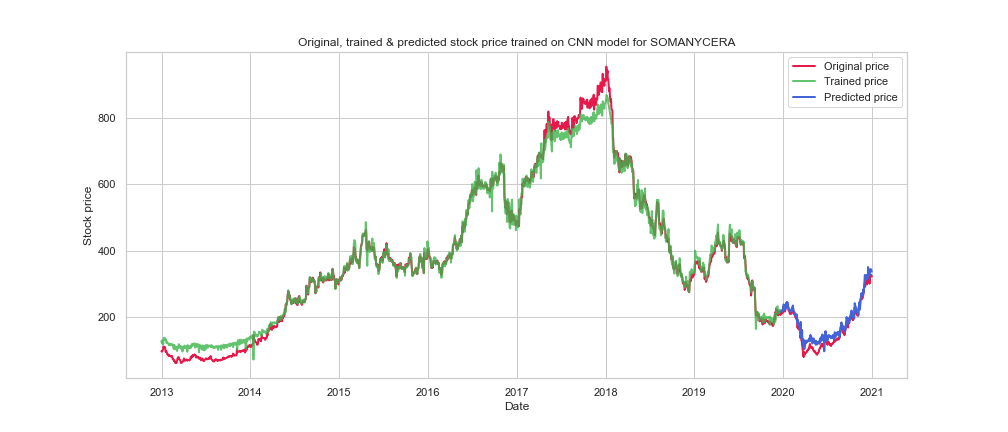 Original, trained & predicted stock price trained on CNN model for SOMANYCERA
Original price
Trained price
Predicted price
Stock price
800
600
400
200
2013 2014 2015 2016 2017 2018 2019 2020 2021
Date